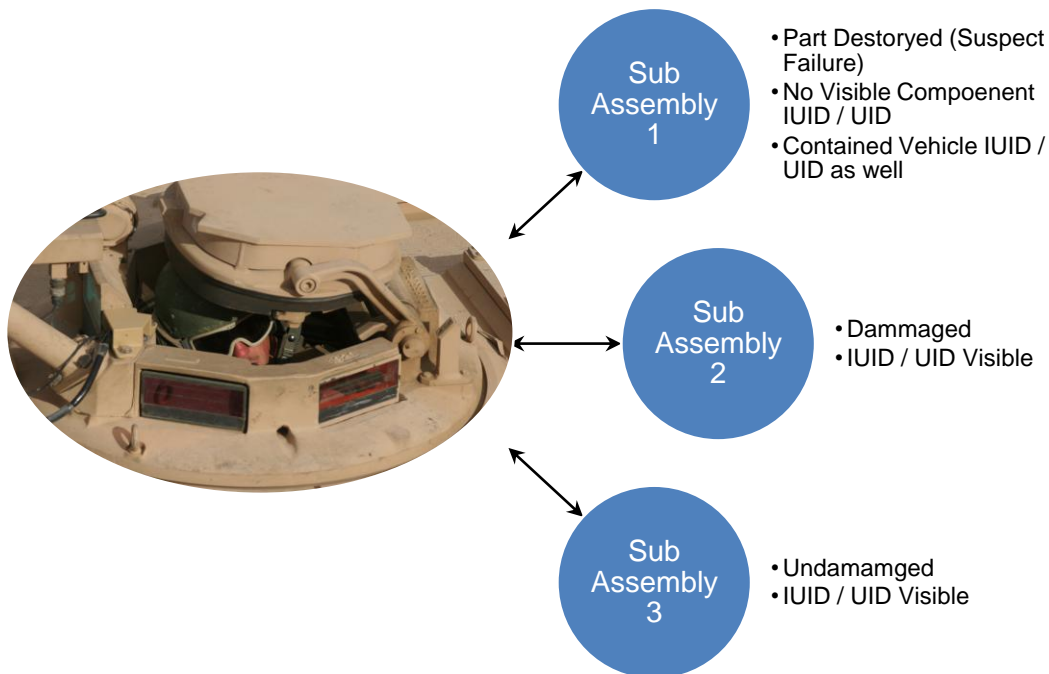 Sub
Assembly
1
• Part Destoryed (Suspect
Failure)
• No Visible Compoenent
IUID / UID
• Contained Vehicle IUID /
UID as well
Sub
Assembly
2
• Dammaged
• IUID / UID Visible
Sub
Assembly
3
• Undamamged
• IUID / UID Visible